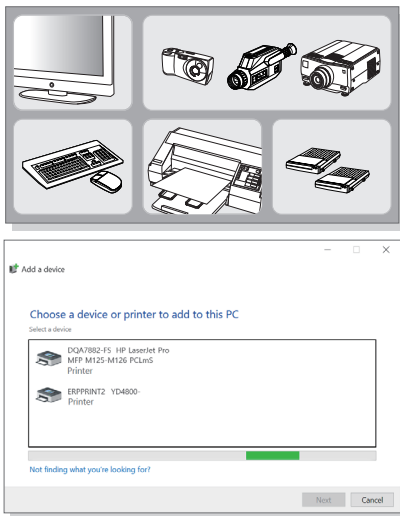 Add a device
Choose a device or printer to add to this PC
Select a device
DQA7882-F5 HP LaserJet Pro
MFP M125-M126 PCLmS
Printer
ERPPRINT2 YD4800-
Printer
Not finding what you're looking for?
Next Cancel